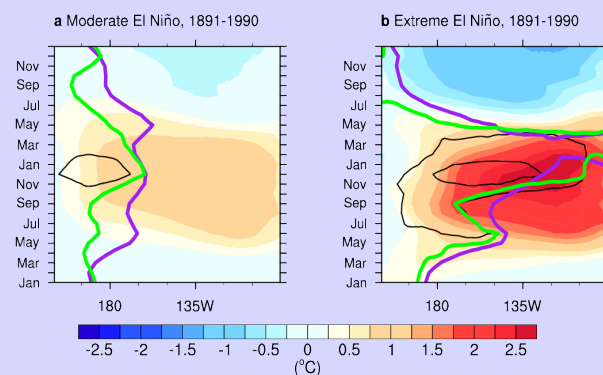 a Moderate El Niño, 1891-1990
b Extreme El Niño, 1891-1990
Nov
Sep
Jul
May
Mar
Jan
Nov
Sep
Jul
May
Mar
Jan
180
135W
Nov
Sep
Jul
May
Mar
Jan
Nov
Sep
Jul
May
Mar
Jan
180
135W
-2.5 -2 -1.5 -1 -0.5 0 0.5 1 1.5 2 2.5
(°C)